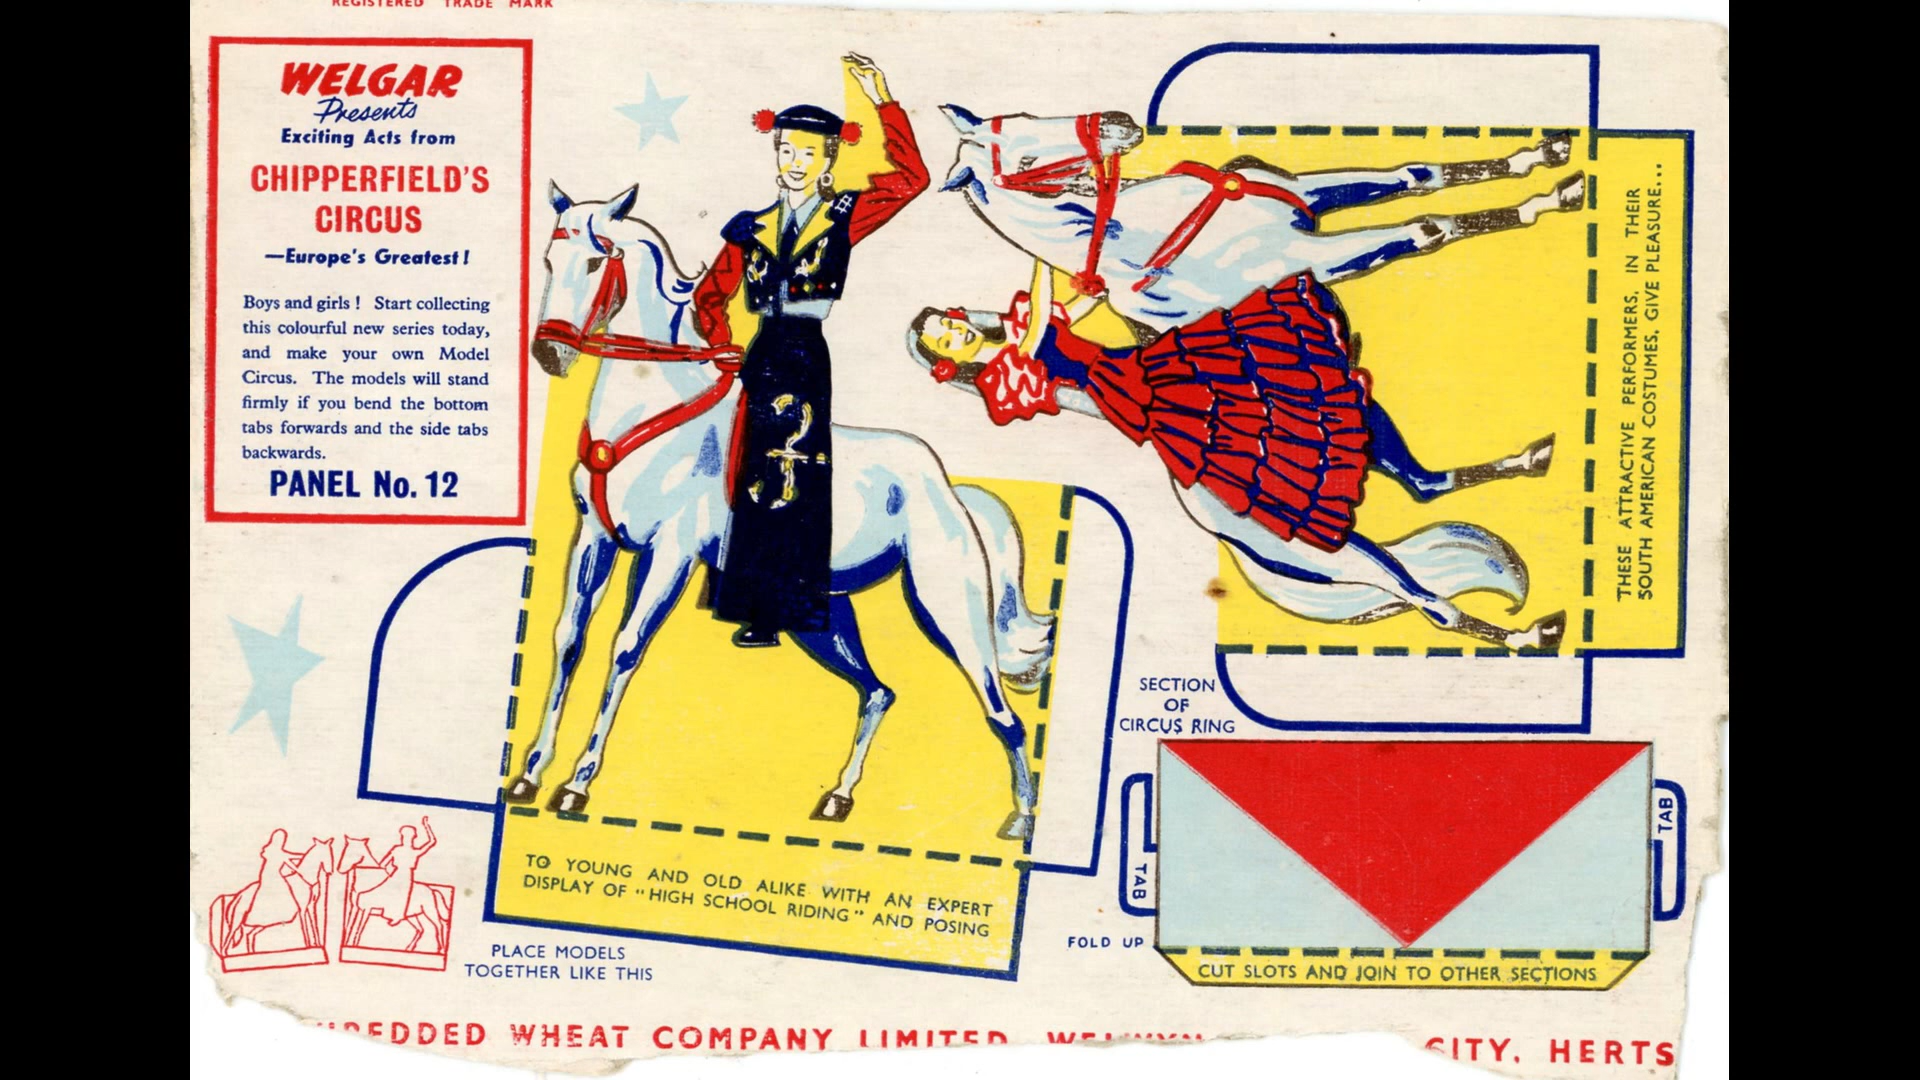 REGISTERED TRADE MARK
WELGAR
Presents
Exciting Acts from
CHIPPERFIELD'S
CIRCUS
—Europe's Greatest!
Boys and girls! Start collecting
this colourful new series today,
and make your own Model
Circus. The models will stand
firmly if you bend the bottom
tabs forwards and the side tabs
backwards.
PANEL No. 12
THESE ATTRACTIVE PERFORMERS, IN THEIR
SOUTH AMERICAN COSTUMES, GIVE PLEASURE...
TO YOUNG AND OLD ALIKE WITH AN EXPERT
DISPLAY OF "HIGH SCHOOL RIDING" AND POSING
PLACE MODELS
TOGETHER LIKE THIS
SECTION
OF
CIRCUS RING
TAB
TAB
FOLD UP
CUT SLOTS AND JOIN TO OTHER SECTIONS
SHREDDED WHEAT COMPANY LIMITED, WELWYN CITY, HERTS